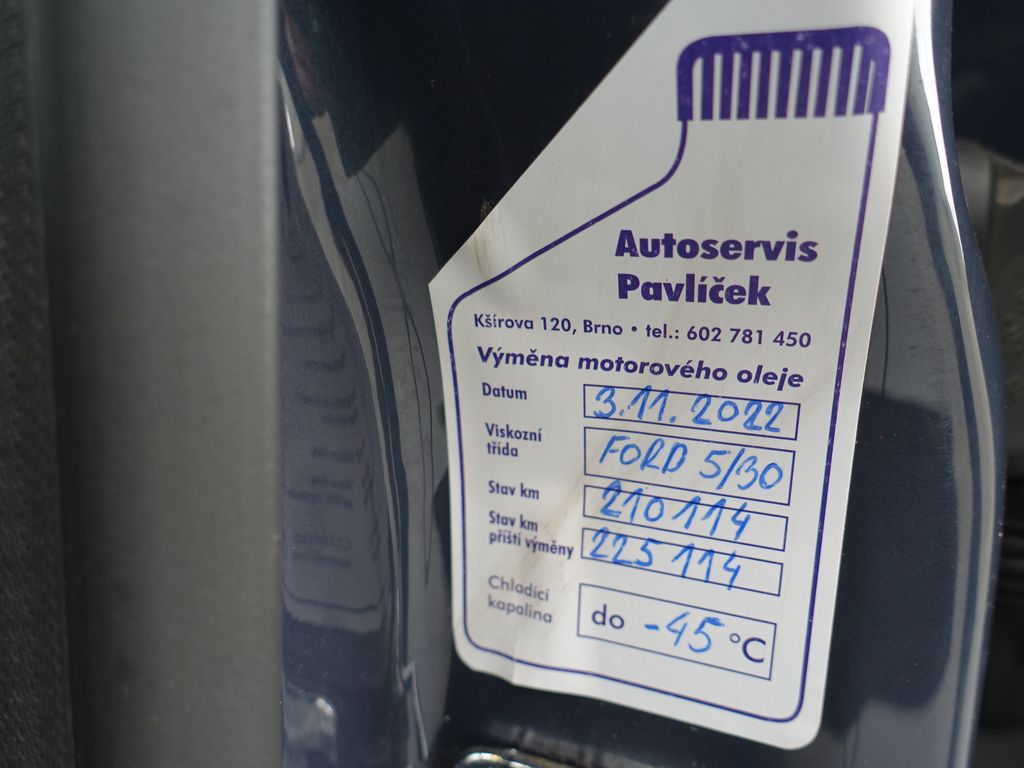 Autoservis
Pavlíček
Kšírova 120, Brno • tel.: 602 781 450
Výměna motorového oleje
Datum 3.11.2022
Viskozní
třída FORD 5/30
Stav km 210114
Stav km
příští výměny 225114
Chladící
kapalina do -45 °C